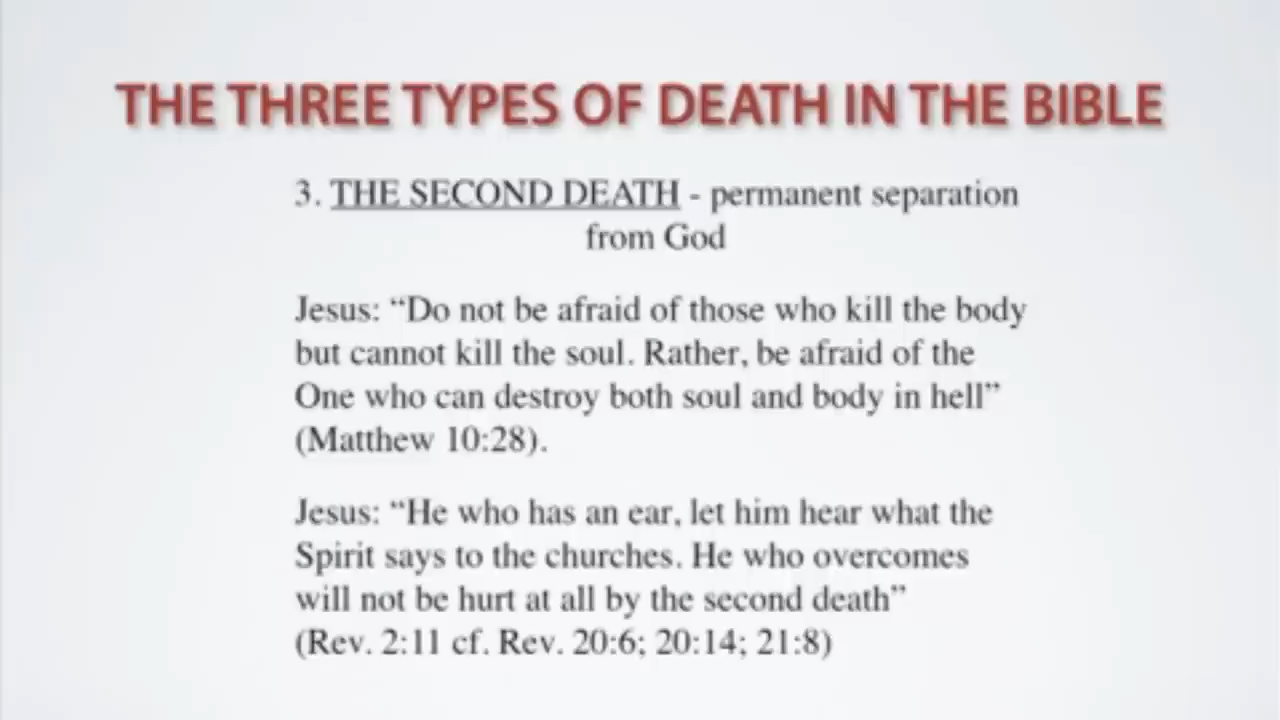 THE THREE TYPES OF DEATH IN THE BIBLE
3. THE SECOND DEATH - permanent separation
from God
Jesus: “Do not be afraid of those who kill the body
but cannot kill the soul. Rather, be afraid of the
One who can destroy both soul and body in hell”
(Matthew 10:28).
Jesus: “He who has an ear, let him hear what the
Spirit says to the churches. He who overcomes
will not be hurt at all by the second death”
(Rev. 2:11 cf. Rev. 20:6; 20:14; 21:8)